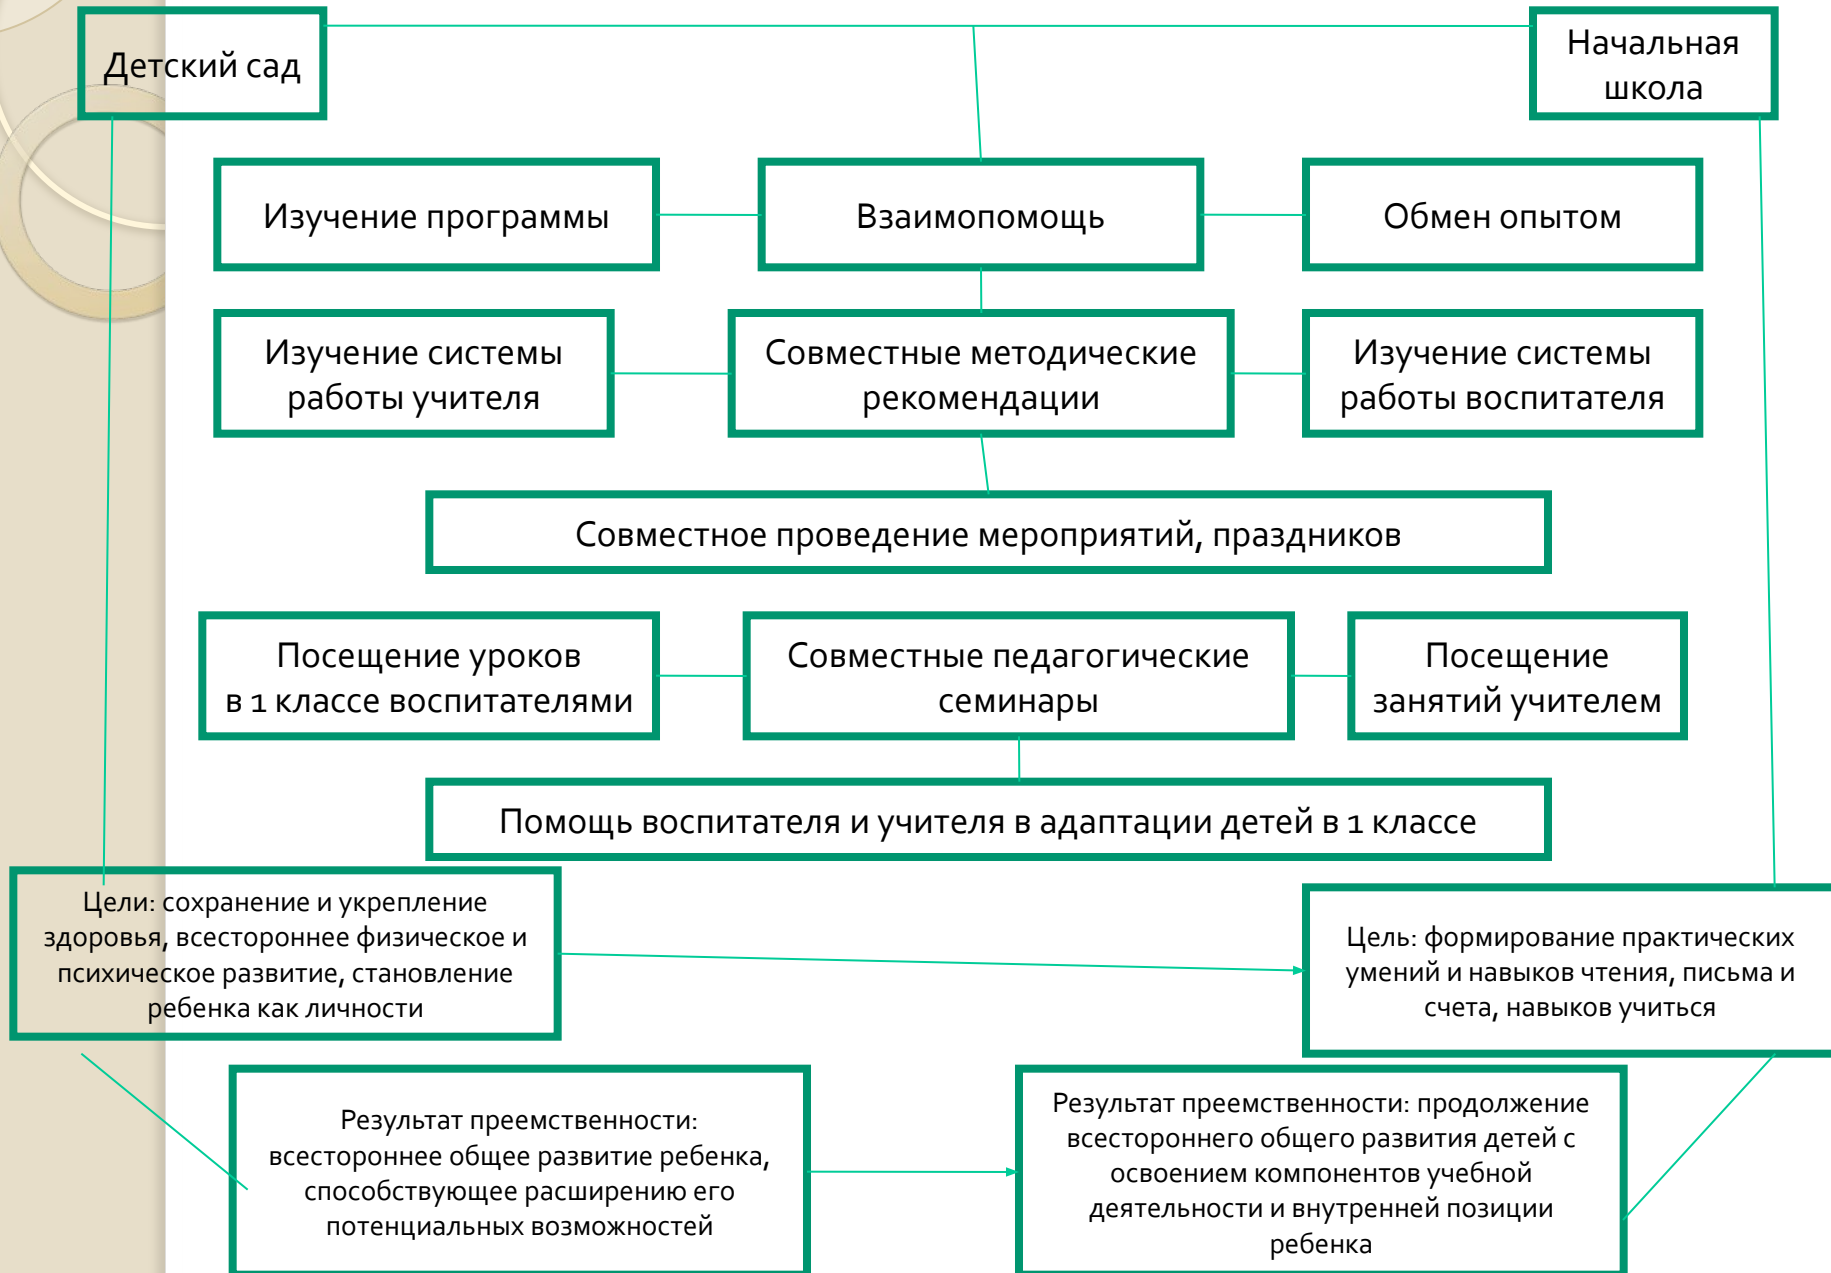 Детский сад
Начальная
школа
Изучение программы
Взаимопомощь
Обмен опытом
Изучение системы
работы учителя
Совместные методические
рекомендации
Изучение системы
работы воспитателя
Совместное проведение мероприятий, праздников
Посещение уроков
в 1 классе воспитателями
Совместные педагогические
семинары
Посещение
занятий учителем
Помощь воспитателя и учителя в адаптации детей в 1 классе
Цели: сохранение и укрепление
здоровья, всестороннее физическое и
психическое развитие, становление
ребенка как личности
Цель: формирование практических
умений и навыков чтения, письма и
счета, навыков учиться
Результат преемственности:
всестороннее общее развитие ребенка,
способствующее расширению его
потенциальных возможностей
Результат преемственности: продолжение
всестороннего общего развития детей с
освоением компонентов учебной
деятельности и внутренней позиции
ребенка